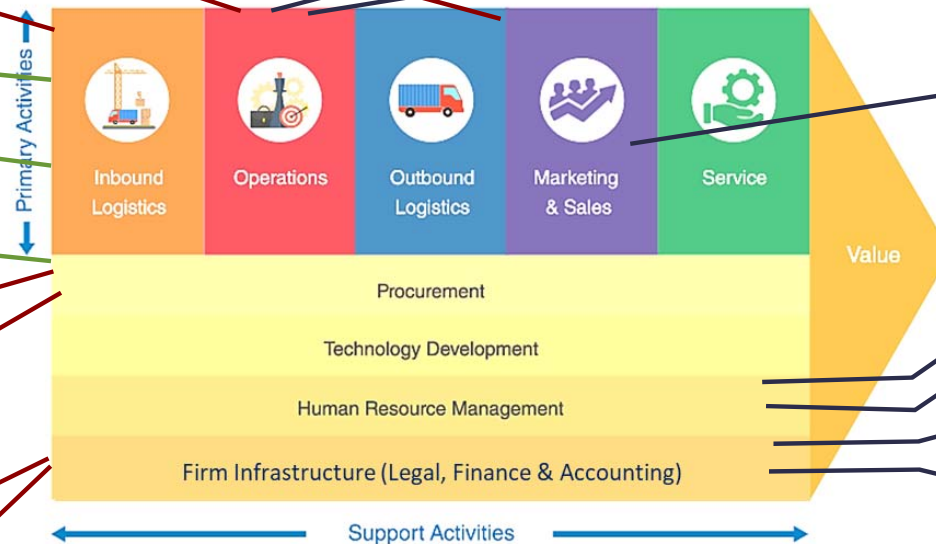 Primary Activities
Inbound
Logistics
Operations
Outbound
Logistics
Marketing
& Sales
Service
Value
Procurement
Technology Development
Human Resource Management
Firm Infrastructure (Legal, Finance & Accounting)
Support Activities